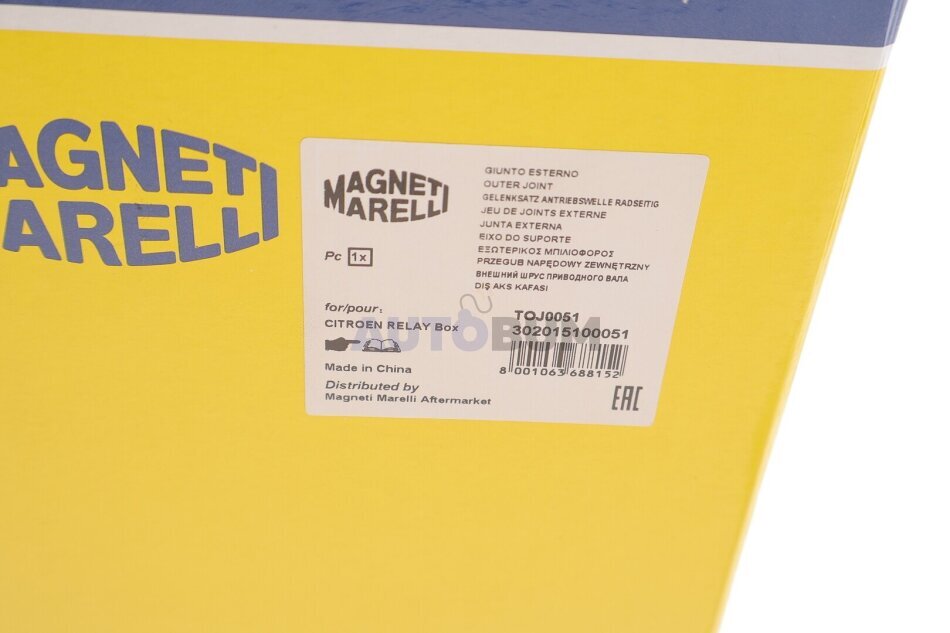 MAGNETI
MARELLI
MAGNETI
MARELLI
Pc 1x
for/pour:
CITROEN RELAY Box
Made in China
Distributed by
Magneti Marelli Aftermarket
GIUNTO ESTERNO
OUTER JOINT
GELENKSATZ ANTRIEBSWELLE RADSEITIG
JEU DE JOINTS EXTERNE
JUNTA EXTERNA
EIXO DO SUPORTE
ΕΞΩΤΕΡΙΚΟΣ ΜΠΙΛΙΟΦΟΡΟΣ
PRZEGUB NAPĘDOWY ZEWNĘTRZNY
ВНЕШНИЙ ШРУС ПРИВОДНОГО ВАЛА
DIŞ AKS KAFASI
TOJ0051
302015100051
8 001063 688152
EAC
AUTOBUM